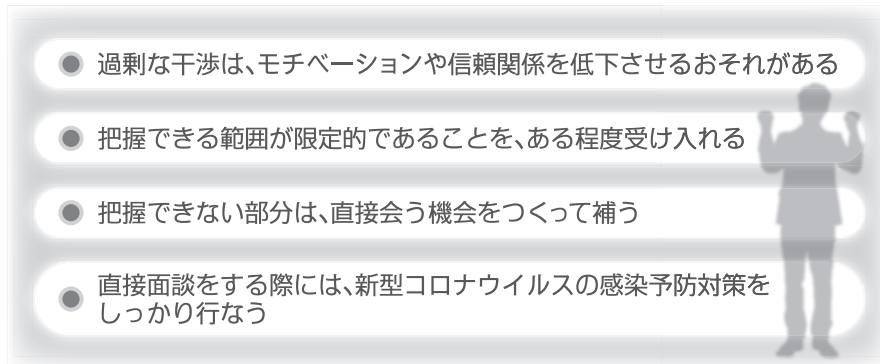 過剰な干渉は、モチベーションや信頼関係を低下させるおそれがある
把握できる範囲が限定的であることを、ある程度受け入れる
把握できない部分は、直接会う機会をつくって補う
直接面談をする際には、新型コロナウイルスの感染予防対策を
しっかり行なう